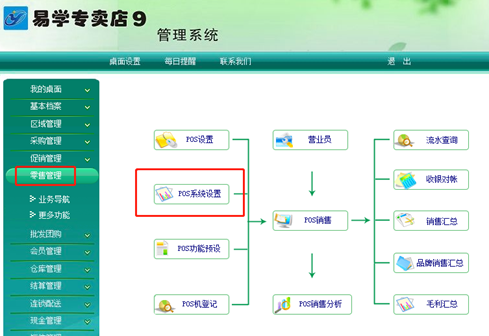 易学专卖店9
管理系统
桌面设置 每日提醒 联系我们 退 出
我的桌面
基本档案
区域管理
采购管理
促销管理
零售管理
业务导航
更多功能
批发团购
会员管理
仓库管理
结算管理
连锁配送
现金管理
POS设置
营业员
流水查询
POS系统设置
收银对帐
POS销售
销售汇总
POS功能预设
品牌销售汇总
POS机登记
POS销售分析
毛利汇总